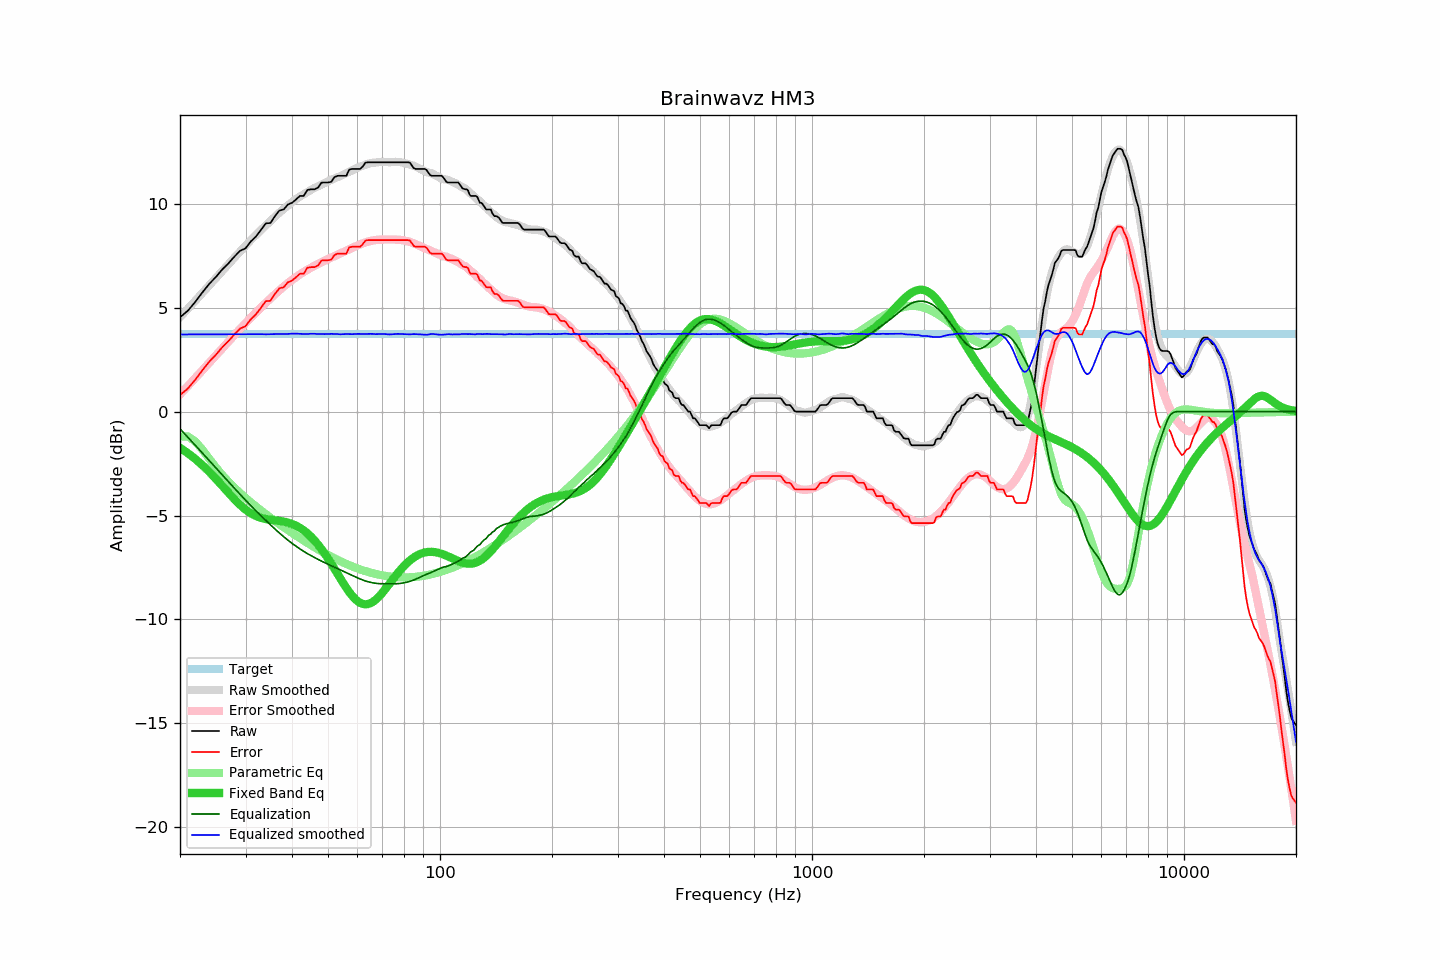 Brainwavz HM3
Amplitude (dBr)
10
5
0
−5
−10
−15
−20
Target
Raw Smoothed
Error Smoothed
Raw
Error
Parametric Eq
Fixed Band Eq
Equalization
Equalized smoothed
100
1000
10000
Frequency (Hz)